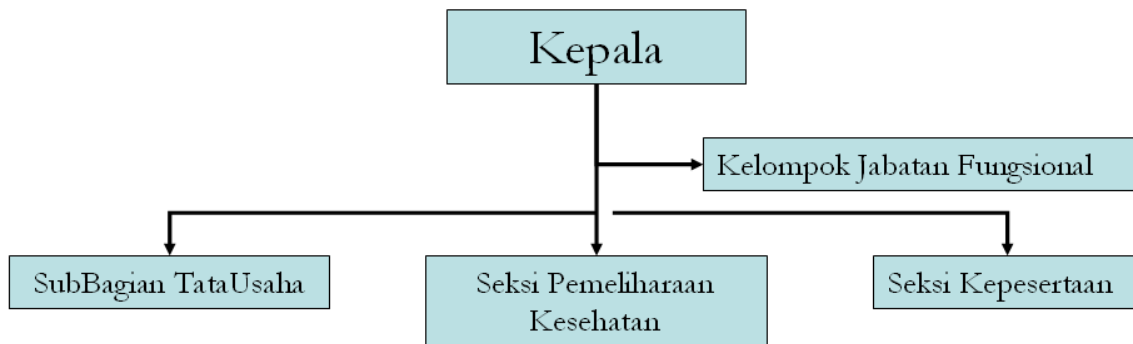 Kepala
Kelompok Jabatan Fungsional
SubBagian TataUsaha
Seksi Pemeliharaan
Kesehatan
Seksi Kepesertaan